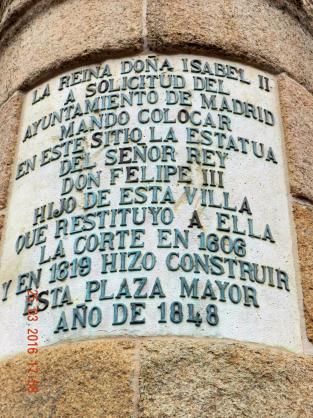 LA REINA DOÑA ISABEL II
A SOLICITUD DEL
AYUNTAMIENTO DE MADRID
MANDO COLOCAR
EN ESTE SITIO LA ESTATUA
DEL SEÑOR REY
DON FELIPE III
HIJO DE ESTA VILLA
QUE RESTITUYO A ELLA
LA CORTE EN 1606
Y EN 1619 HIZO CONSTRUIR
ESTA PLAZA MAYOR
AÑO DE 1848